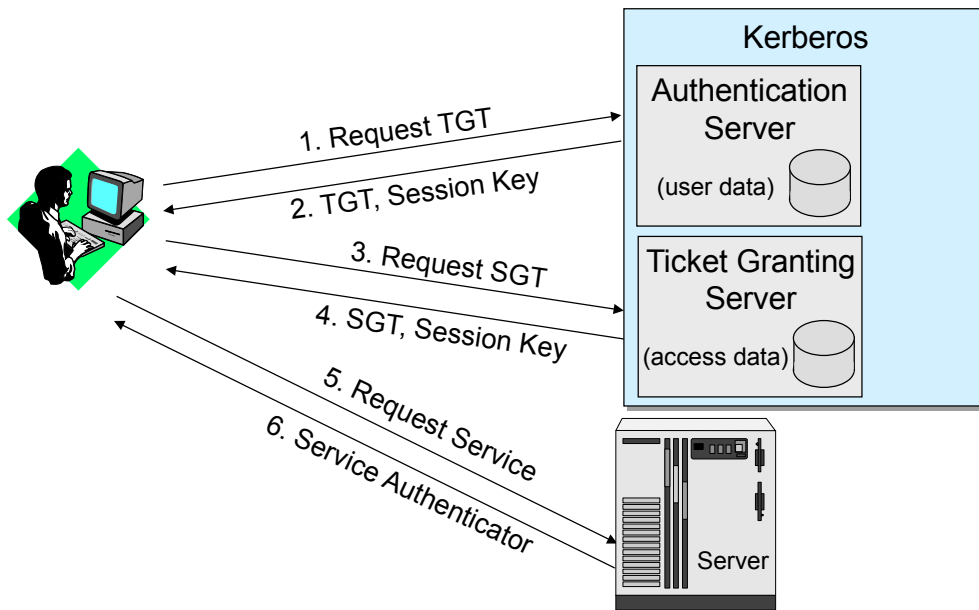 Kerberos
Authentication
Server
(user data)
1. Request TGT
2. TGT, Session Key
Ticket Granting
Server
(access data)
3. Request SGT
4. SGT, Session Key
5. Request Service
6. Service Authenticator
Server